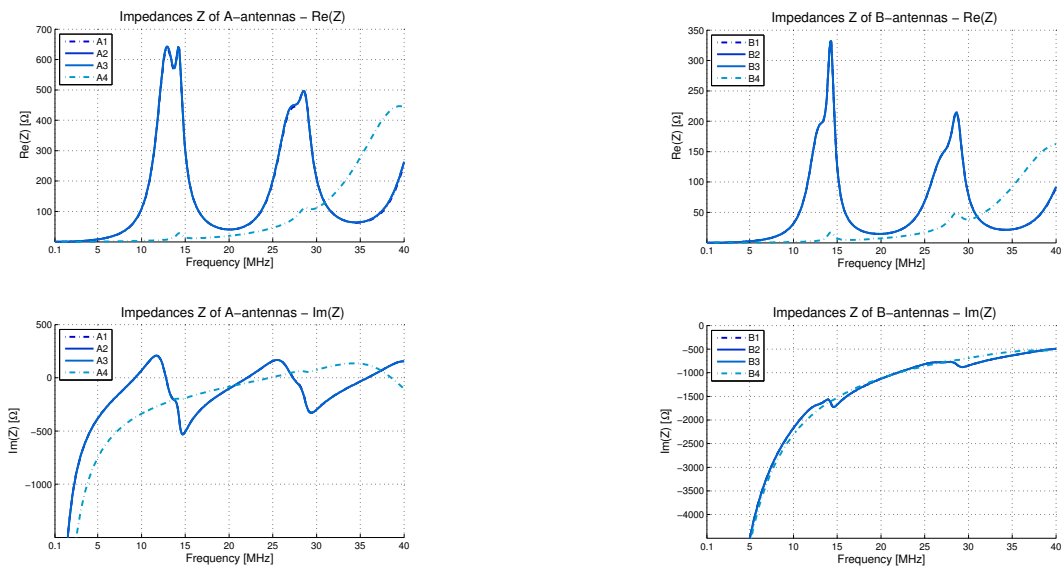 Impedances Z of A−antennas − Re(Z)
700
600
500
400
300
200
100
Re(Z) [Ω]
A1
A2
A3
A4
0.1 5 10 15 20 25 30 35 40
Frequency [MHz]
Impedances Z of B−antennas − Re(Z)
350
300
250
200
150
100
50
Re(Z) [Ω]
B1
B2
B3
B4
0.1 5 10 15 20 25 30 35 40
Frequency [MHz]
Impedances Z of A−antennas − Im(Z)
500
0
−500
−1000
Im(Z) [Ω]
A1
A2
A3
A4
0.1 5 10 15 20 25 30 35 40
Frequency [MHz]
Impedances Z of B−antennas − Im(Z)
0
−500
−1000
−1500
−2000
−2500
−3000
−3500
−4000
Im(Z) [Ω]
B1
B2
B3
B4
0.1 5 10 15 20 25 30 35 40
Frequency [MHz]